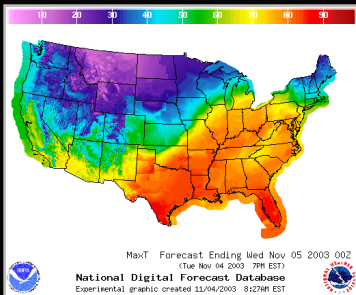 10 20 30 40 50 60 70 80 90
MaxT Forecast Ending Wed Nov 05 2003 00Z
(Tue Nov 04 2003 7PM EST)
National Digital Forecast Database
Experimental graphic created 11/04/2003 8:27AM EST
noaa